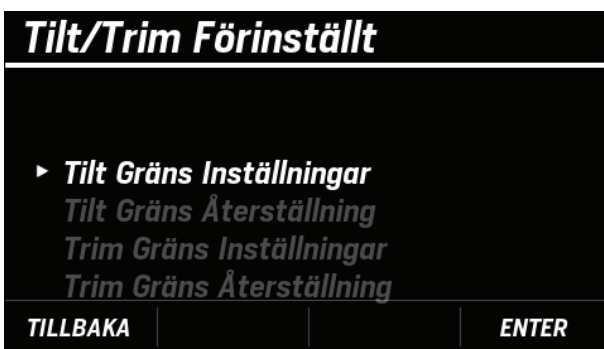 Tilt/Trim Förinställt
Tilt Gräns Inställningar
Tilt Gräns Återställning
Trim Gräns Inställningar
Trim Gräns Återställning
TILLBAKA ENTER